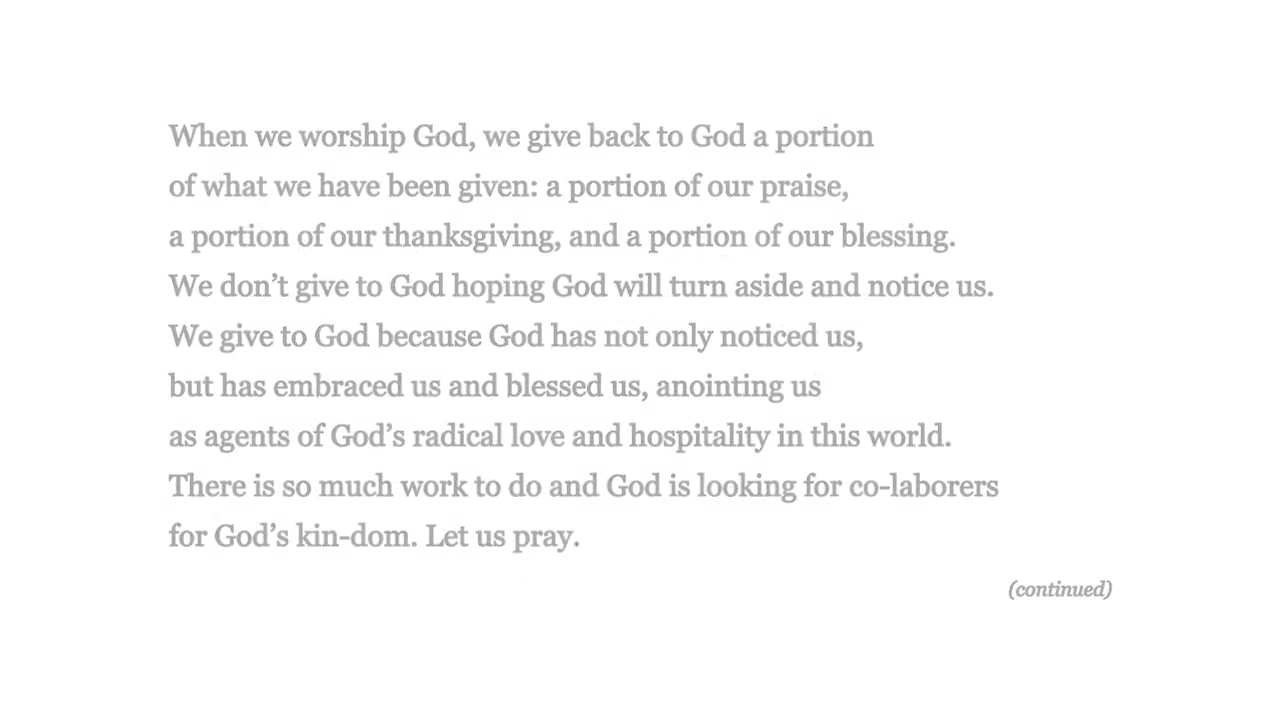 When we worship God, we give back to God a portion
of what we have been given: a portion of our praise,
a portion of our thanksgiving, and a portion of our blessing.
We don’t give to God hoping God will turn aside and notice us.
We give to God because God has not only noticed us,
but has embraced us and blessed us, anointing us
as agents of God’s radical love and hospitality in this world.
There is so much work to do and God is looking for co-laborers
for God’s kin-dom. Let us pray.
(continued)